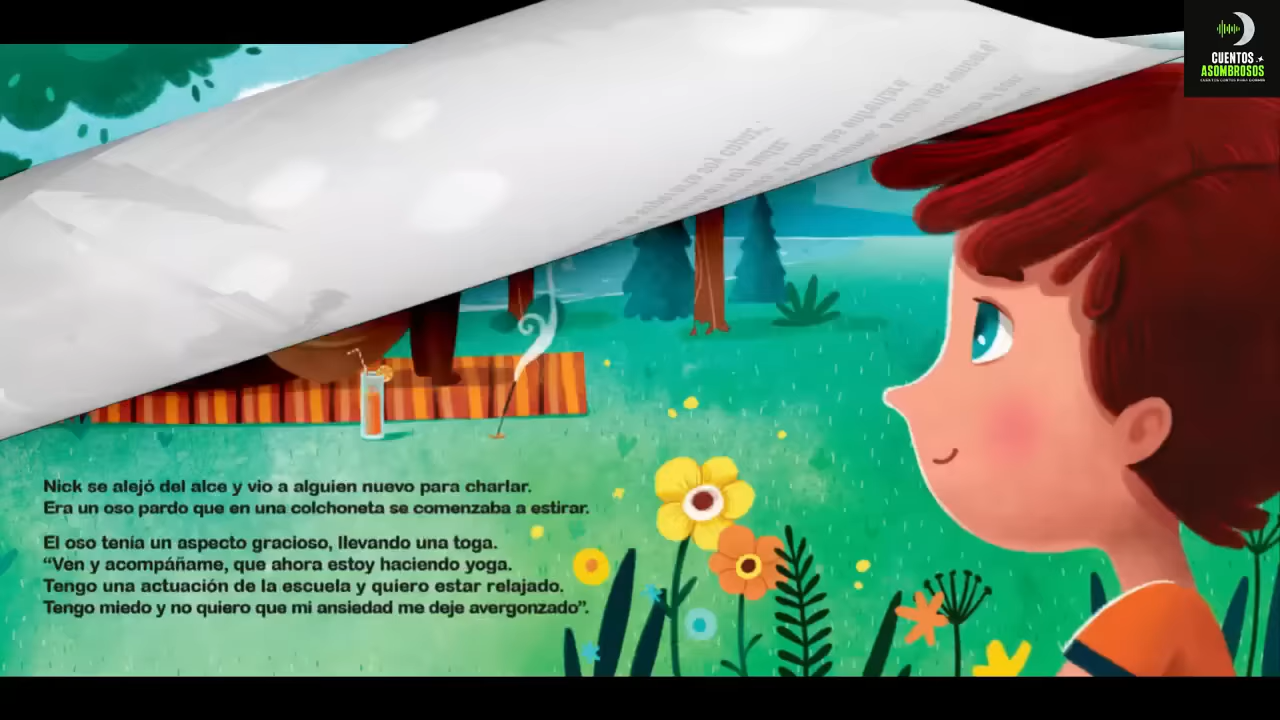 CUENTOS
ASOMBROSOS
Nick se alejó del alce y vio a alguien nuevo para charlar.
Era un oso pardo que en una colchoneta se comenzaba a estirar.
El oso tenía un aspecto gracioso, llevando una toga.
“Ven y acompáñame, que ahora estoy haciendo yoga.
Tengo una actuación de la escuela y quiero estar relajado.
Tengo miedo y no quiero que mi ansiedad me deje avergonzado”.